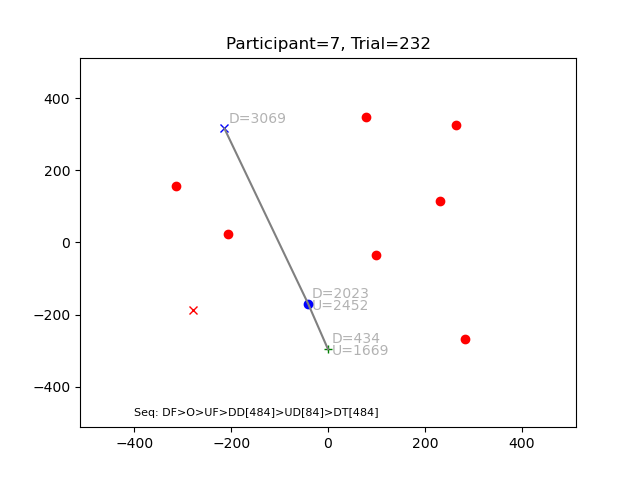 Participant=7, Trial=232
400
200
0
−200
−400
D=3069
D=2023
U=2452
D=434
U=1669
Seq: DF>O>UF>DD[484]>UD[84]>DT[484]
−400 −200 0 200 400